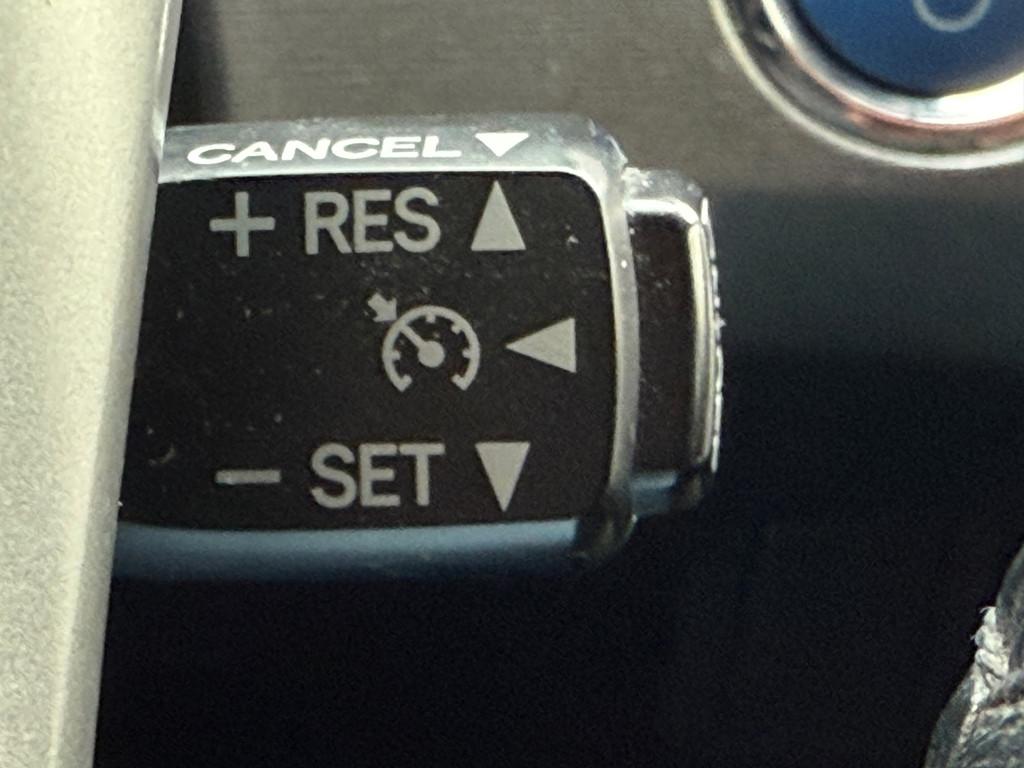 CANCEL ▼
+ RES ▲
◄
− SET ▼